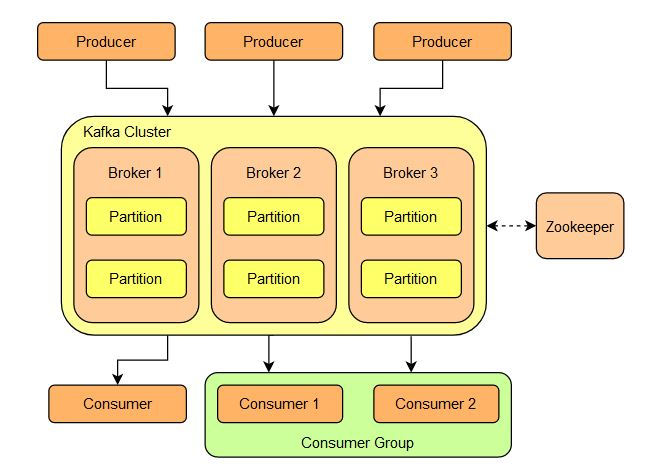 Producer
Producer
Producer
Kafka Cluster
Broker 1
Broker 2
Broker 3
Partition
Partition
Partition
Zookeeper
Partition
Partition
Partition
Consumer
Consumer 1
Consumer 2
Consumer Group